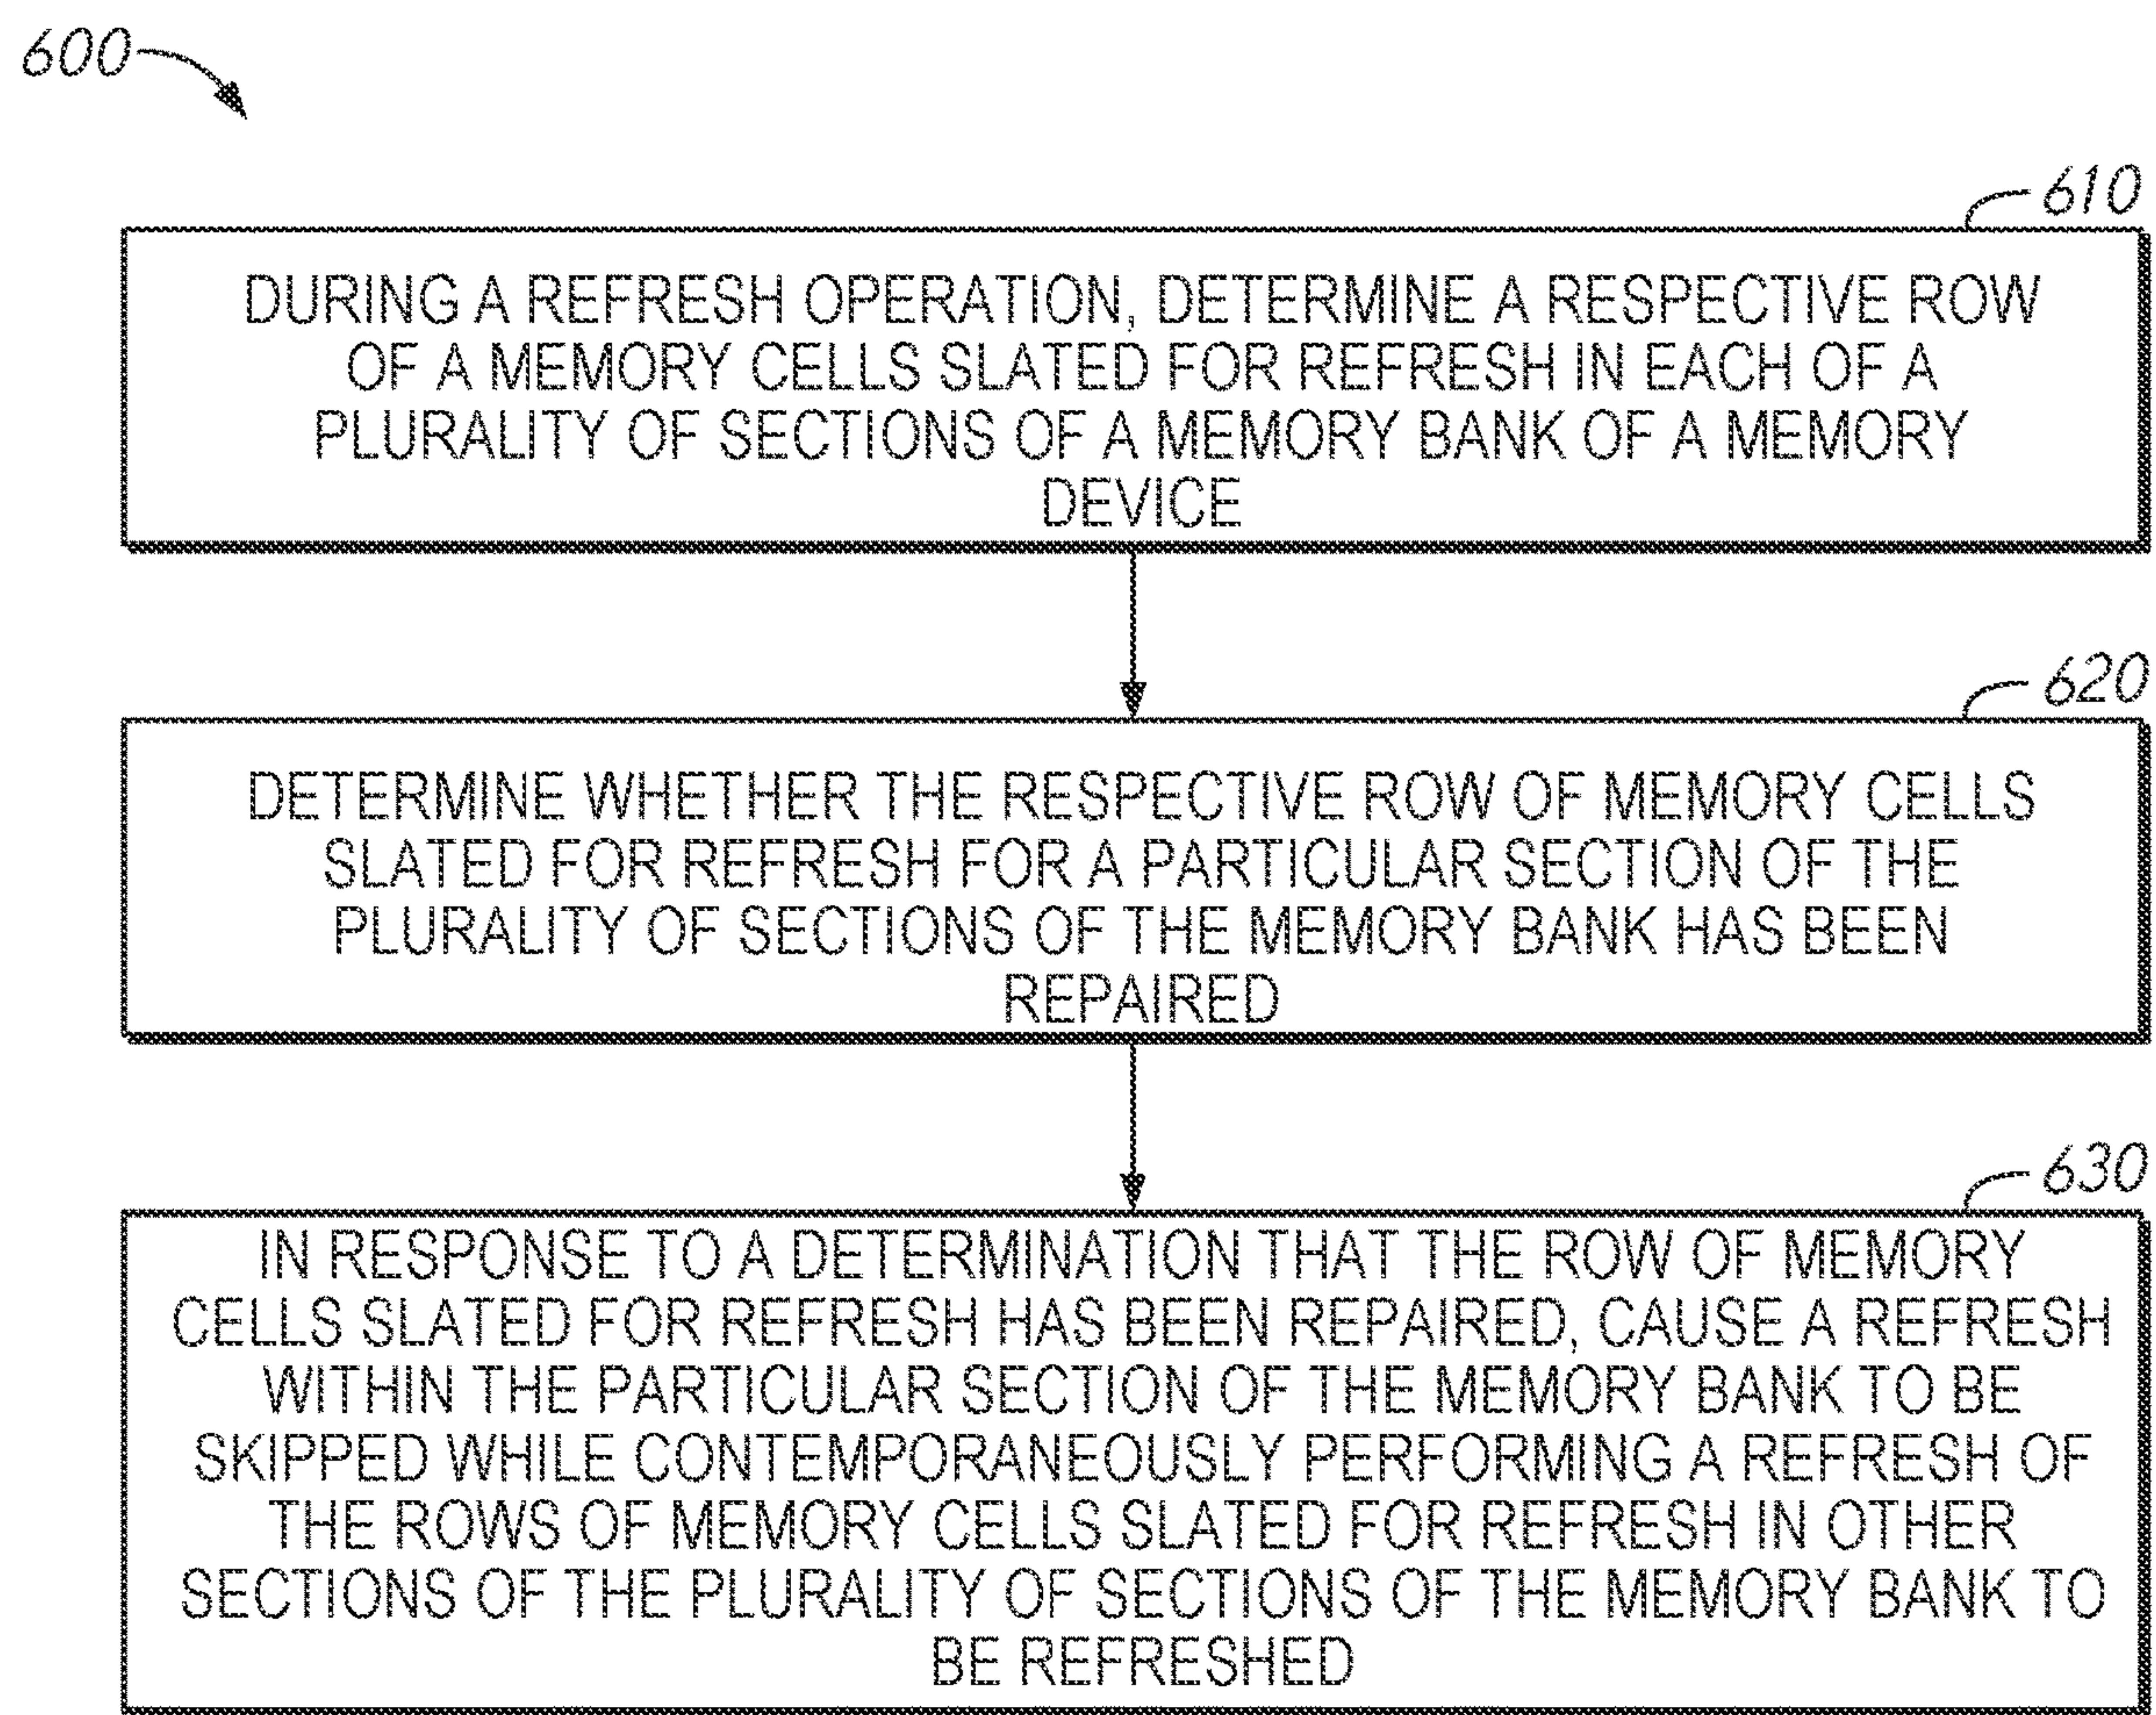 600
610
DURING A REFRESH OPERATION, DETERMINE A RESPECTIVE ROW
OF A MEMORY CELLS SLATED FOR REFRESH IN EACH OF A
PLURALITY OF SECTIONS OF A MEMORY BANK OF A MEMORY
DEVICE
620
DETERMINE WHETHER THE RESPECTIVE ROW OF MEMORY CELLS
SLATED FOR REFRESH FOR A PARTICULAR SECTION OF THE
PLURALITY OF SECTIONS OF THE MEMORY BANK HAS BEEN
REPAIRED
630
IN RESPONSE TO A DETERMINATION THAT THE ROW OF MEMORY
CELLS SLATED FOR REFRESH HAS BEEN REPAIRED, CAUSE A REFRESH
WITHIN THE PARTICULAR SECTION OF THE MEMORY BANK TO BE
SKIPPED WHILE CONTEMPORANEOUSLY PERFORMING A REFRESH OF
THE ROWS OF MEMORY CELLS SLATED FOR REFRESH IN OTHER
SECTIONS OF THE PLURALITY OF SECTIONS OF THE MEMORY BANK TO
BE REFRESHED